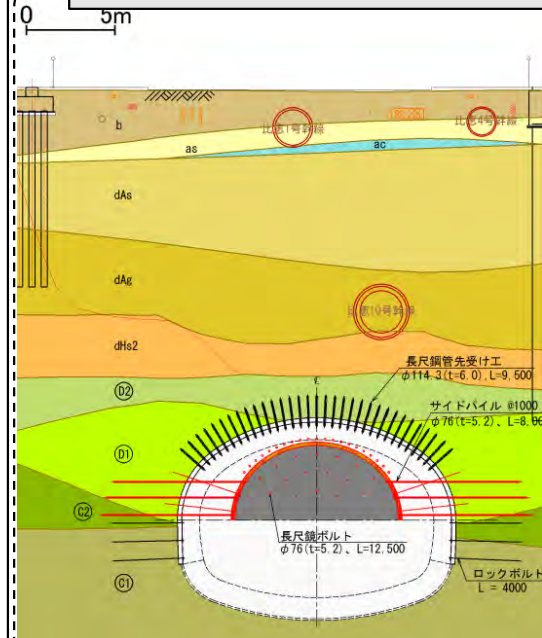 0 5m
b
比恵1号幹線
比恵4号幹線
as
ac
dAs
dAg
比恵10号幹線
dHs2
長尺鋼管先受け工
φ114.3(t=6.0), L=9,500
D2
サイドパイル @1000
φ76(t=5.2)、L=8,00
D1
C2
長尺鏡ボルト
φ76(t=5.2)、L=12.500
ロックボルト
L = 4000
C1